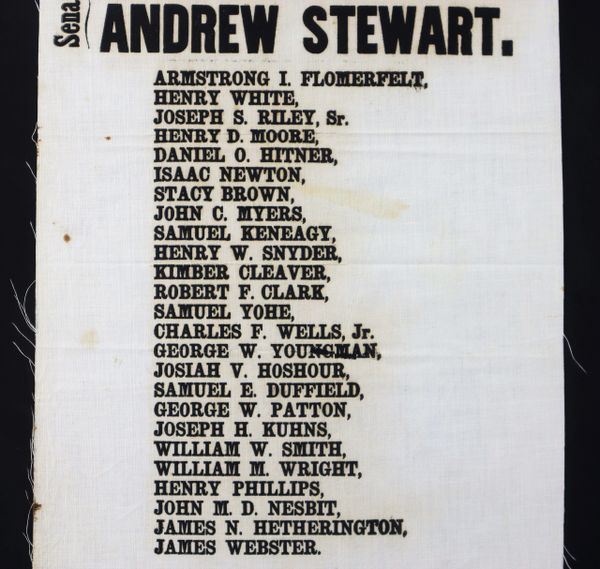 Sena
ANDREW STEWART.
ARMSTRONG I. FLOMERFELT,
HENRY WHITE,
JOSEPH S. RILEY, Sr.
HENRY D. MOORE,
DANIEL O. HITNER,
ISAAC NEWTON,
STACY BROWN,
JOHN C. MYERS,
SAMUEL KENEAGY,
HENRY W. SNYDER,
KIMBER CLEAVER,
ROBERT F. CLARK,
SAMUEL YOHE,
CHARLES F. WELLS, Jr.
GEORGE W. YOUNGMAN,
JOSIAH V. HOSHOUR,
SAMUEL E. DUFFIELD,
GEORGE W. PATTON,
JOSEPH H. KUHNS,
WILLIAM W. SMITH,
WILLIAM M. WRIGHT,
HENRY PHILLIPS,
JOHN M. D. NESBIT,
JAMES N. HETHERINGTON,
JAMES WEBSTER.